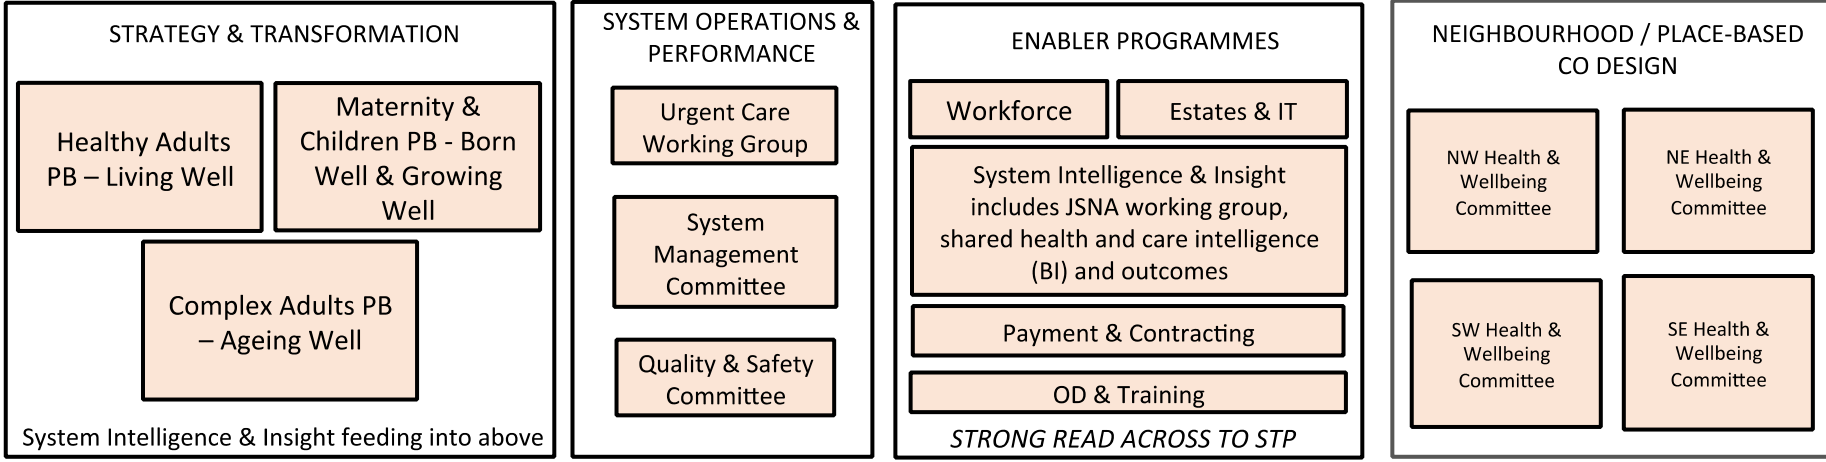 STRATEGY & TRANSFORMATION
Healthy Adults
PB – Living Well
Maternity &
Children PB - Born
Well & Growing
Well
Complex Adults PB
– Ageing Well
System Intelligence & Insight feeding into above
SYSTEM OPERATIONS &
PERFORMANCE
Urgent Care
Working Group
System
Management
Committee
Quality & Safety
Committee
ENABLER PROGRAMMES
Workforce
Estates & IT
System Intelligence & Insight
includes JSNA working group,
shared health and care intelligence
(BI) and outcomes
Payment & Contracting
OD & Training
STRONG READ ACROSS TO STP
NEIGHBOURHOOD / PLACE-BASED
CO DESIGN
NW Health &
Wellbeing
Committee
NE Health &
Wellbeing
Committee
SW Health &
Wellbeing
Committee
SE Health &
Wellbeing
Committee